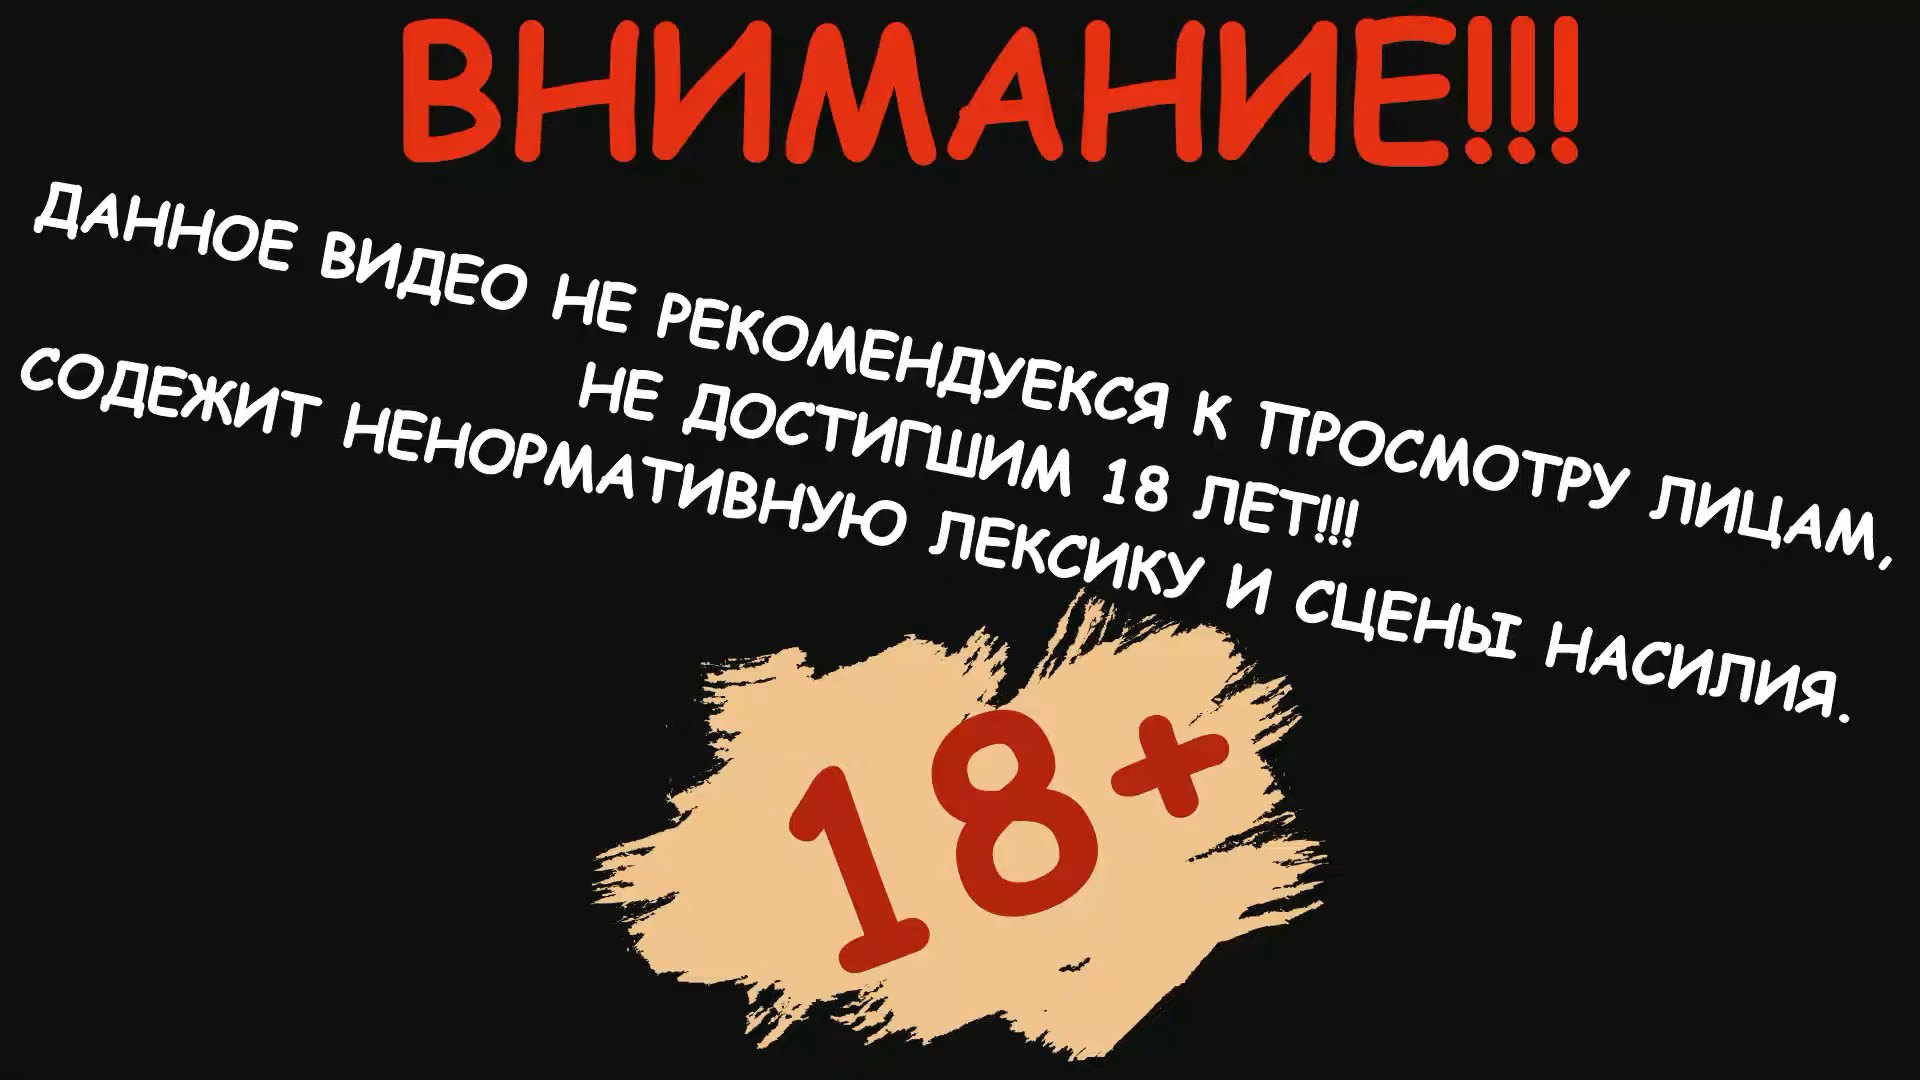 ВНИМАНИЕ!!!
ДАННОЕ ВИДЕО НЕ РЕКОМЕНДУЕКСЯ К ПРОСМОТРУ ЛИЦАМ,
НЕ ДОСТИГШИМ 18 ЛЕТ!!!
СОДЕЖИТ НЕНОРМАТИВНУЮ ЛЕКСИКУ И СЦЕНЫ НАСИЛИЯ.
18+